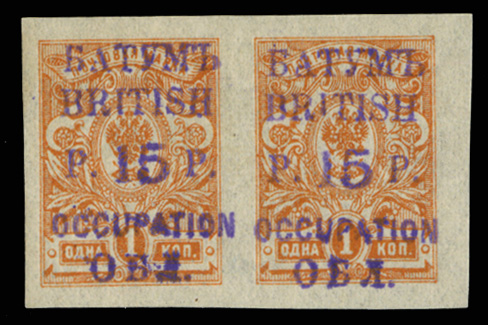 БАТУМЪ БАТУМЪ
BRITISH BRITISH
Р. 15 Р. Р. 15 Р
OCCUPATION OCCUPATION
ОДНА 1 КОП. ОДНА 1 КОП.
ОБЛ. ОБЛ.